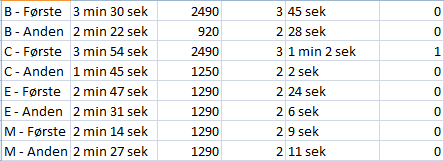 B - Første 3 min 30 sek 2490 3 45 sek 0
B - Anden 2 min 22 sek 920 2 28 sek 0
C - Første 3 min 54 sek 2490 3 1 min 2 sek 1
C - Anden 1 min 45 sek 1250 2 2 sek 0
E - Første 2 min 47 sek 1290 2 24 sek 0
E - Anden 2 min 31 sek 1290 2 6 sek 0
M - Første 2 min 14 sek 1290 2 9 sek 0
M - Anden 2 min 27 sek 1290 2 11 sek 0